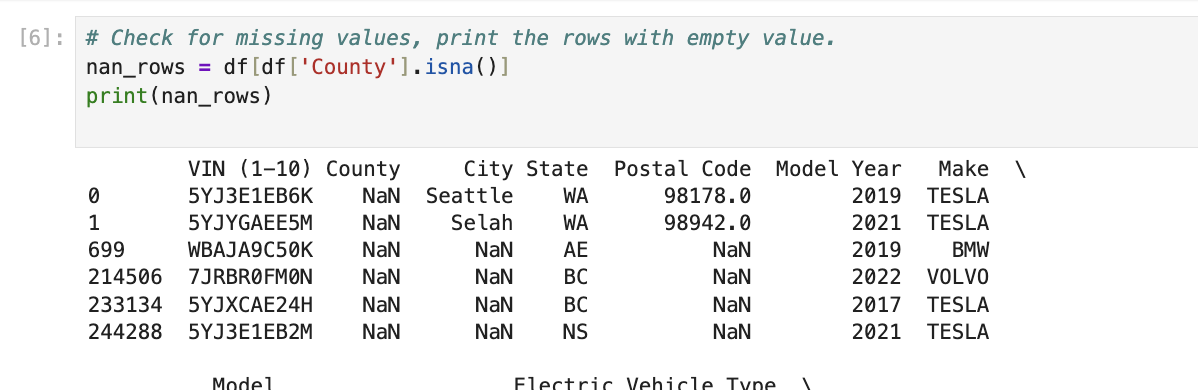 [6]: # Check for missing values, print the rows with empty value.
nan_rows = df[df['County'].isna()]
print(nan_rows)
VIN (1-10) County City State Postal Code Model Year Make \
0 5YJ3E1EB6K NaN Seattle WA 98178.0 2019 TESLA
1 5YJYGAEE5M NaN Selah WA 98942.0 2021 TESLA
699 WBAJA9C50K NaN NaN AE NaN 2019 BMW
214506 7JRBR0FM0N NaN NaN BC NaN 2022 VOLVO
233134 5YJXCAE24H NaN NaN BC NaN 2017 TESLA
244288 5YJ3E1EB2M NaN NaN NS NaN 2021 TESLA
Model Electric Vehicle Type \